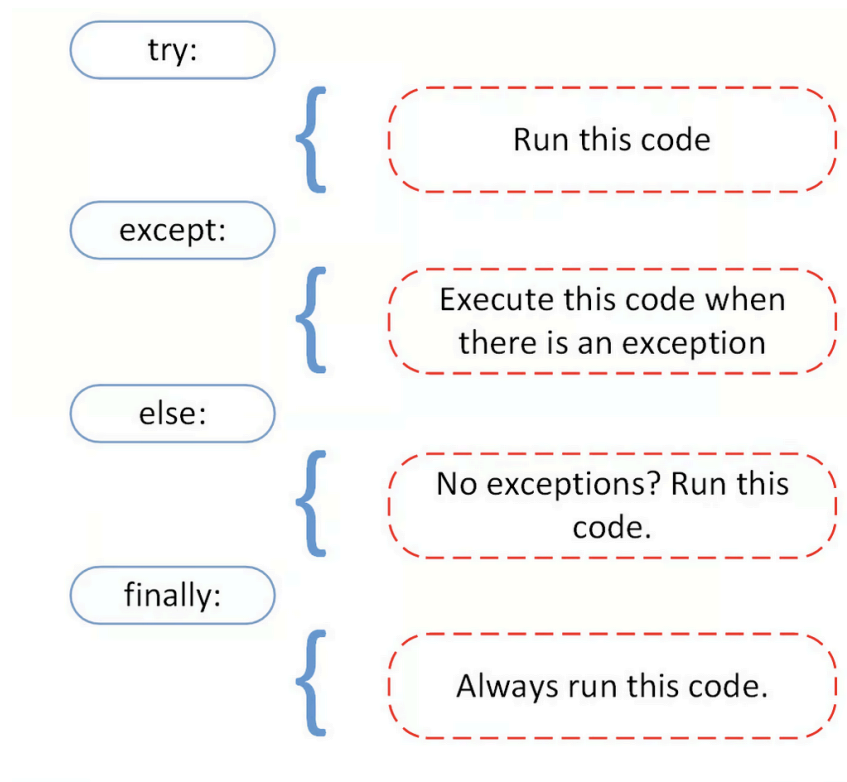 try:
Run this code
except:
Execute this code when
there is an exception
else:
No exceptions? Run this
code.
finally:
Always run this code.